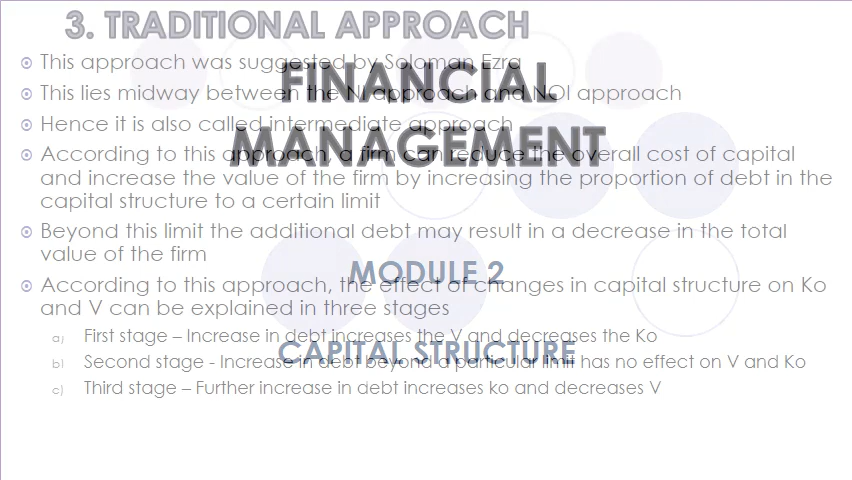 3. TRADITIONAL APPROACH
This approach was suggested by Soloman Ezra
This lies midway between the NI approach and NOI approach
Hence it is also called intermediate approach
According to this approach, a firm can reduce the overall cost of capital
and increase the value of the firm by increasing the proportion of debt in the
capital structure to a certain limit
Beyond this limit the additional debt may result in a decrease in the total
value of the firm
According to this approach, the effect of changes in capital structure on Ko
and V can be explained in three stages
a) First stage – Increase in debt increases the V and decreases the Ko
b) Second stage - Increase in debt beyond a particular limit has no effect on V and Ko
c) Third stage – Further increase in debt increases ko and decreases V
FINANCIAL
MANAGEMENT
MODULE 2
CAPITAL STRUCTURE